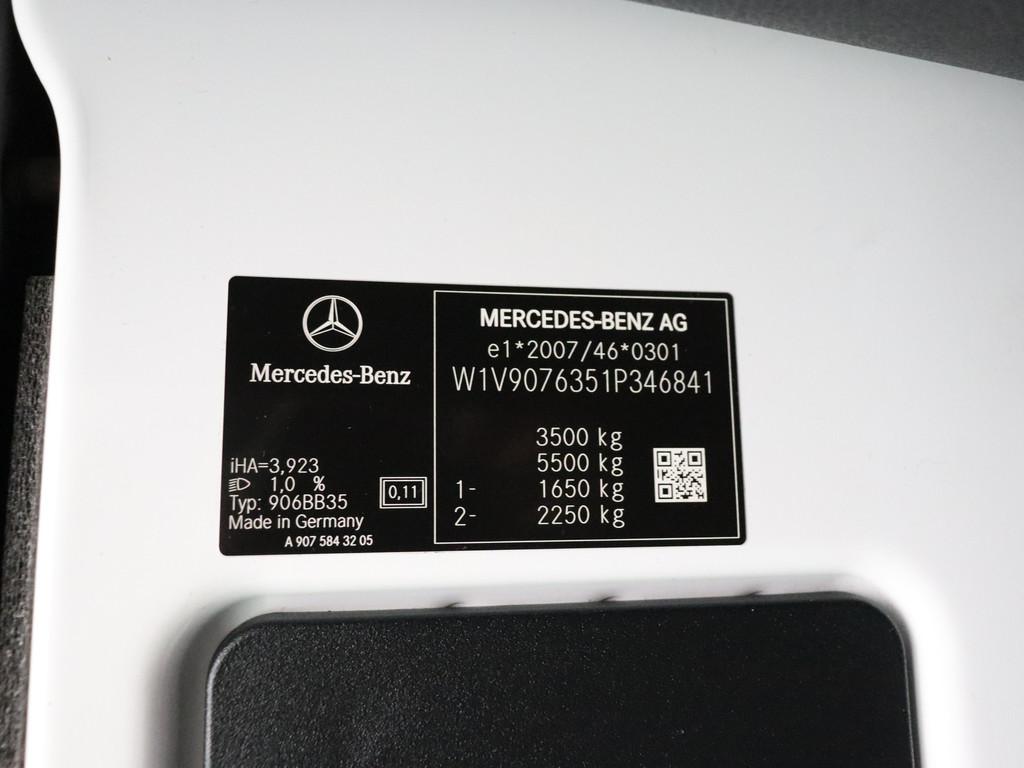 Mercedes-Benz
iHA=3,923
1,0 %
Typ: 906BB35
Made in Germany
A 907 584 32 05
0,11
MERCEDES-BENZ AG
e1*2007/46*0301
W1V9076351P346841
3500 kg
5500 kg
1- 1650 kg
2- 2250 kg